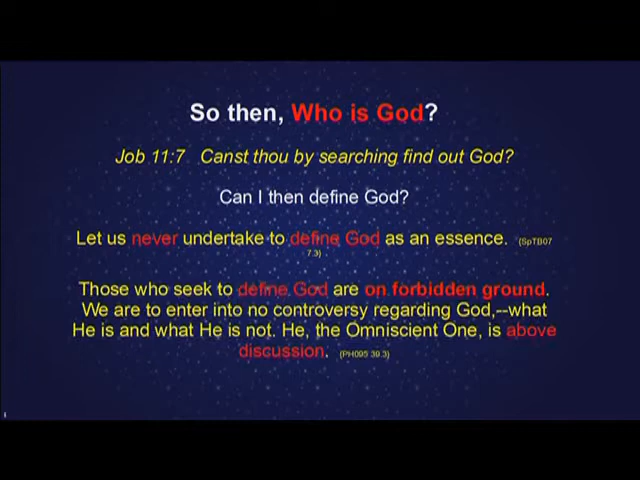 So then, Who is God?
Job 11:7 Canst thou by searching find out God?
Can I then define God?
Let us never undertake to define God as an essence. {SpTB07
7.3}
Those who seek to define God are on forbidden ground.
We are to enter into no controversy regarding God,--what
He is and what He is not. He, the Omniscient One, is above
discussion. {PH095 39.3}